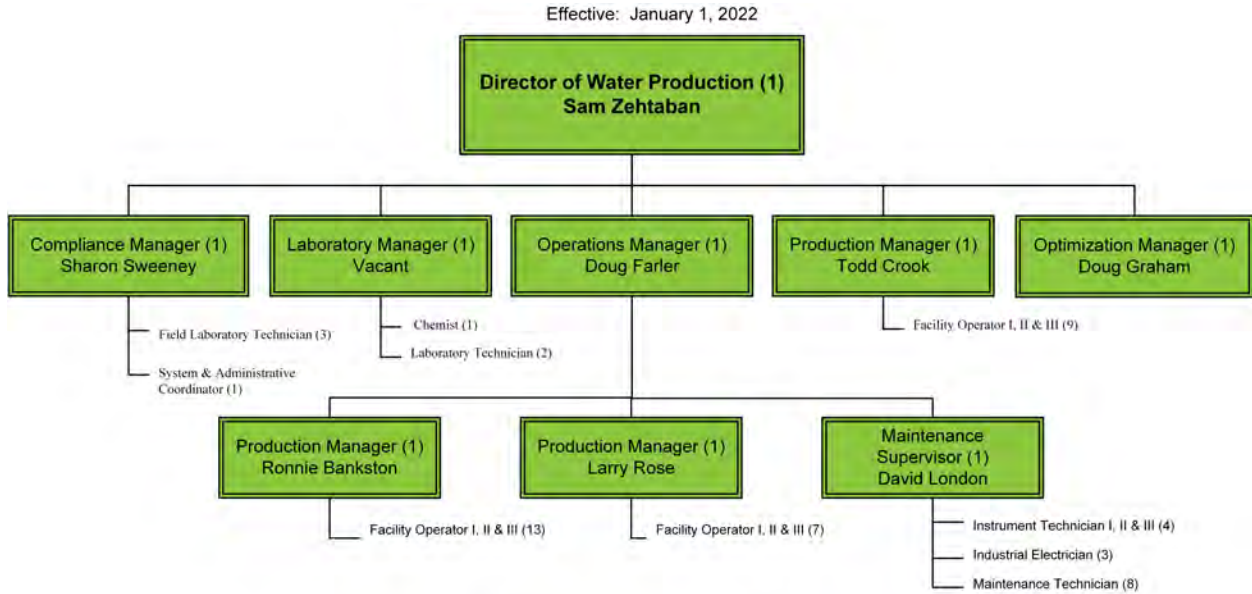 Effective: January 1, 2022
Director of Water Production (1)
Sam Zehtaban
Compliance Manager (1)
Sharon Sweeney
Laboratory Manager (1)
Vacant
Operations Manager (1)
Doug Farler
Production Manager (1)
Todd Crook
Optimization Manager (1)
Doug Graham
Field Laboratory Technician (3)
System & Administrative
Coordinator (1)
Chemist (1)
Laboratory Technician (2)
Facility Operator I, II & III (9)
Production Manager (1)
Ronnie Bankston
Production Manager (1)
Larry Rose
Maintenance
Supervisor (1)
David London
Facility Operator I, II & III (13)
Facility Operator I, II & III (7)
Instrument Technician I, II & III (4)
Industrial Electrician (3)
Maintenance Technician (8)